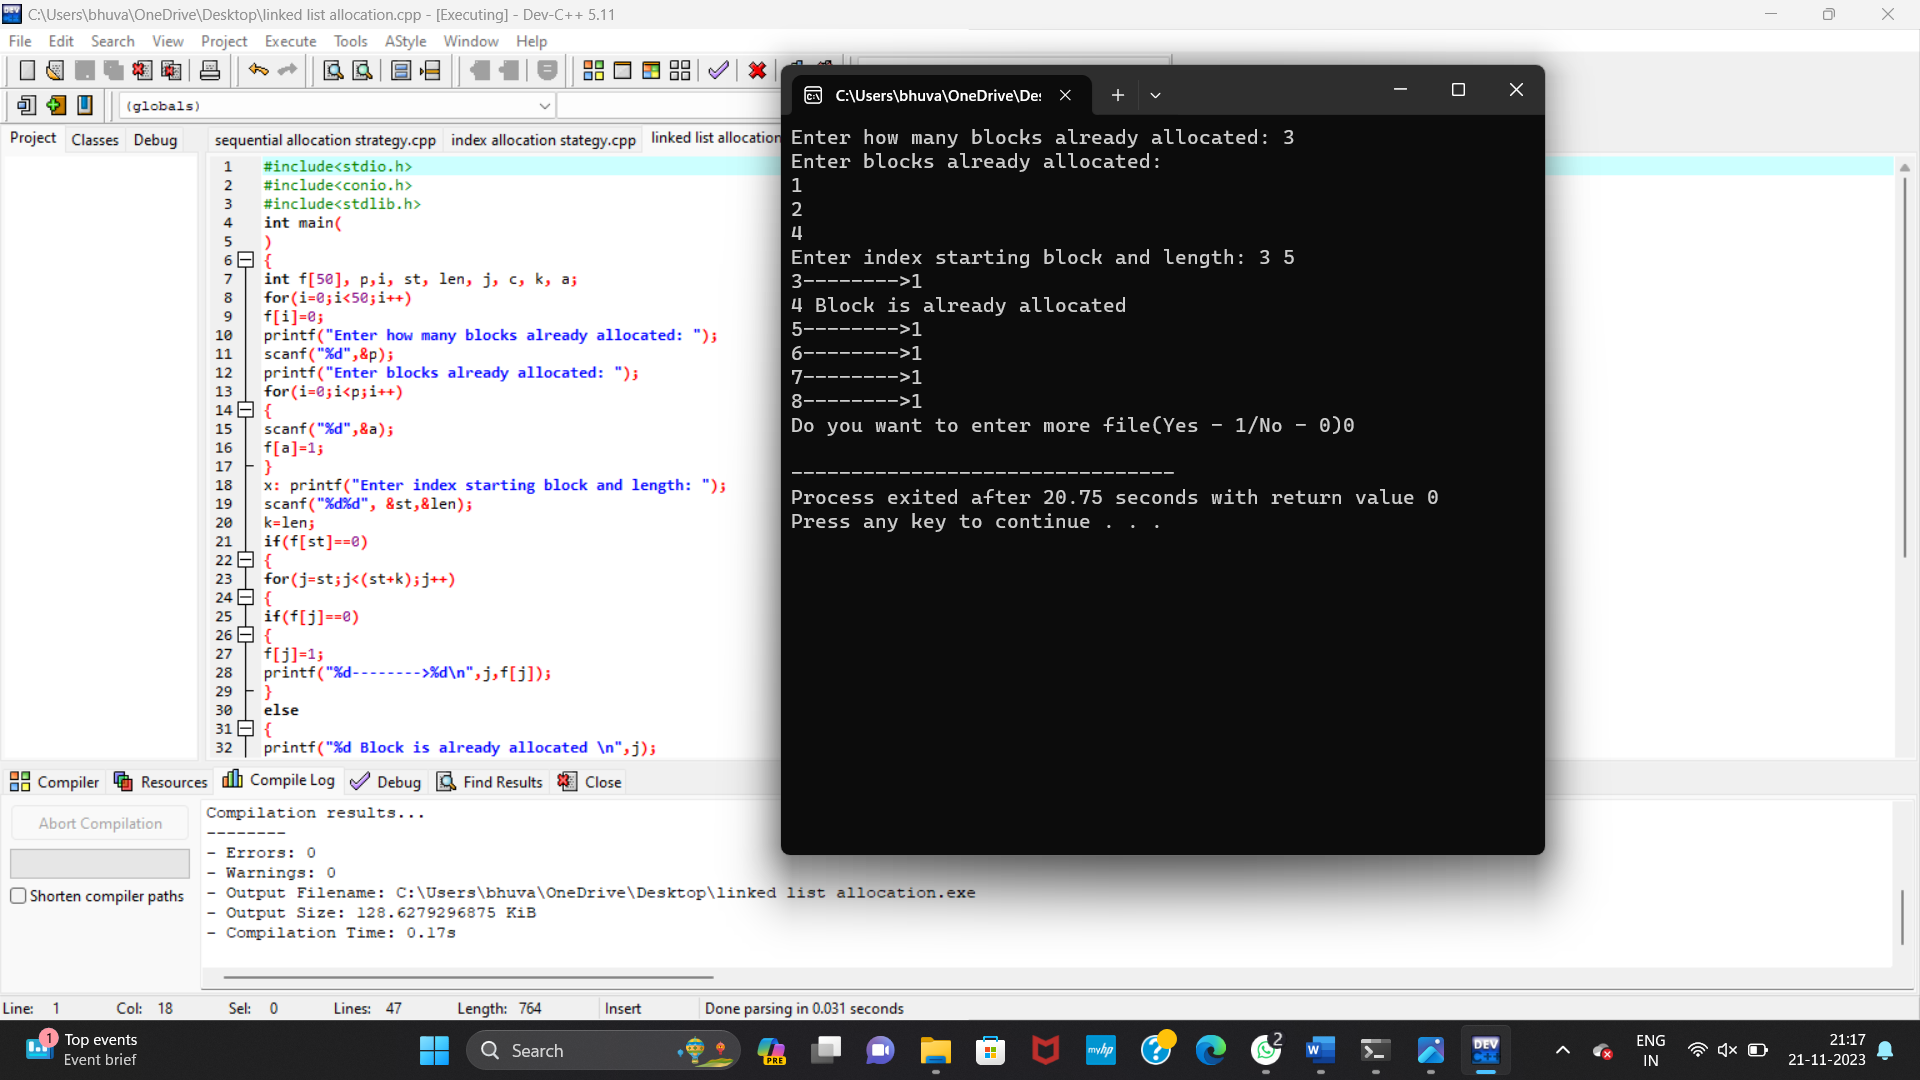 C:\Users\bhuva\OneDrive\Desktop\linked list allocation.cpp - [Executing] - Dev-C++ 5.11
File Edit Search View Project Execute Tools AStyle Window Help
(globals)
Project Classes Debug
sequential allocation strategy.cpp index allocation stategy.cpp linked list allocation
1 #include<stdio.h>
2 #include<conio.h>
3 #include<stdlib.h>
4 int main(
5 )
6 {
7 int f[50], p,i, st, len, j, c, k, a;
8 for(i=0;i<50;i++)
9 f[i]=0;
10 printf("Enter how many blocks already allocated: ");
11 scanf("%d",&p);
12 printf("Enter blocks already allocated: ");
13 for(i=0;i<p;i++)
14 {
15 scanf("%d",&a);
16 f[a]=1;
17 }
18 x: printf("Enter index starting block and length: ");
19 scanf("%d%d", &st,&len);
20 k=len;
21 if(f[st]==0)
22 {
23 for(j=st;j<(st+k);j++)
24 {
25 if(f[j]==0)
26 {
27 f[j]=1;
28 printf("%d-------->%d\n",j,f[j]);
29 }
30 else
31 {
32 printf("%d Block is already allocated \n",j);
C:\Users\bhuva\OneDrive\De
Enter how many blocks already allocated: 3
Enter blocks already allocated:
1
2
4
Enter index starting block and length: 3 5
3-------->1
4 Block is already allocated
5-------->1
6-------->1
7-------->1
8-------->1
Do you want to enter more file(Yes - 1/No - 0)0
--------------------------------
Process exited after 20.75 seconds with return value 0
Press any key to continue . . .
Compiler Resources Compile Log Debug Find Results Close
Abort Compilation
Shorten compiler paths
Compilation results...
--------
- Errors: 0
- Warnings: 0
- Output Filename: C:\Users\bhuva\OneDrive\Desktop\linked list allocation.exe
- Output Size: 128.6279296875 KiB
- Compilation Time: 0.17s
Line: 1 Col: 18 Sel: 0 Lines: 47 Length: 764 Insert Done parsing in 0.031 seconds
1
Top events
Event brief
Search
PRE
myhp
2
W
DEV
C++
ENG
IN
21:17
21-11-2023